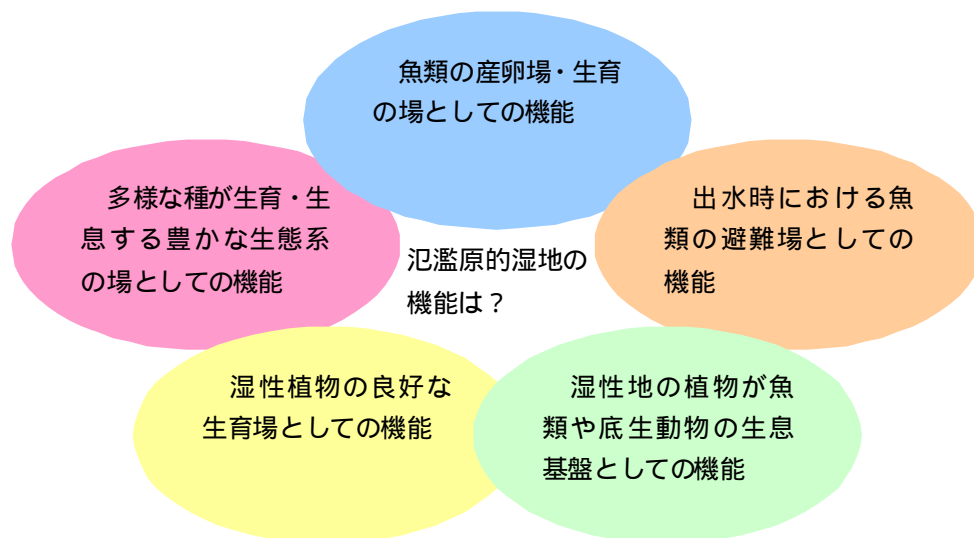 魚類の産卵場・生育
の場としての機能
多様な種が生育・生
息する豊かな生態系
の場としての機能
出水時における魚
類の避難場としての
機能
氾濫原的湿地の
機能は？
湿性植物の良好な
生育場としての機能
湿性地の植物が魚
類や底生動物の生息
基盤としての機能